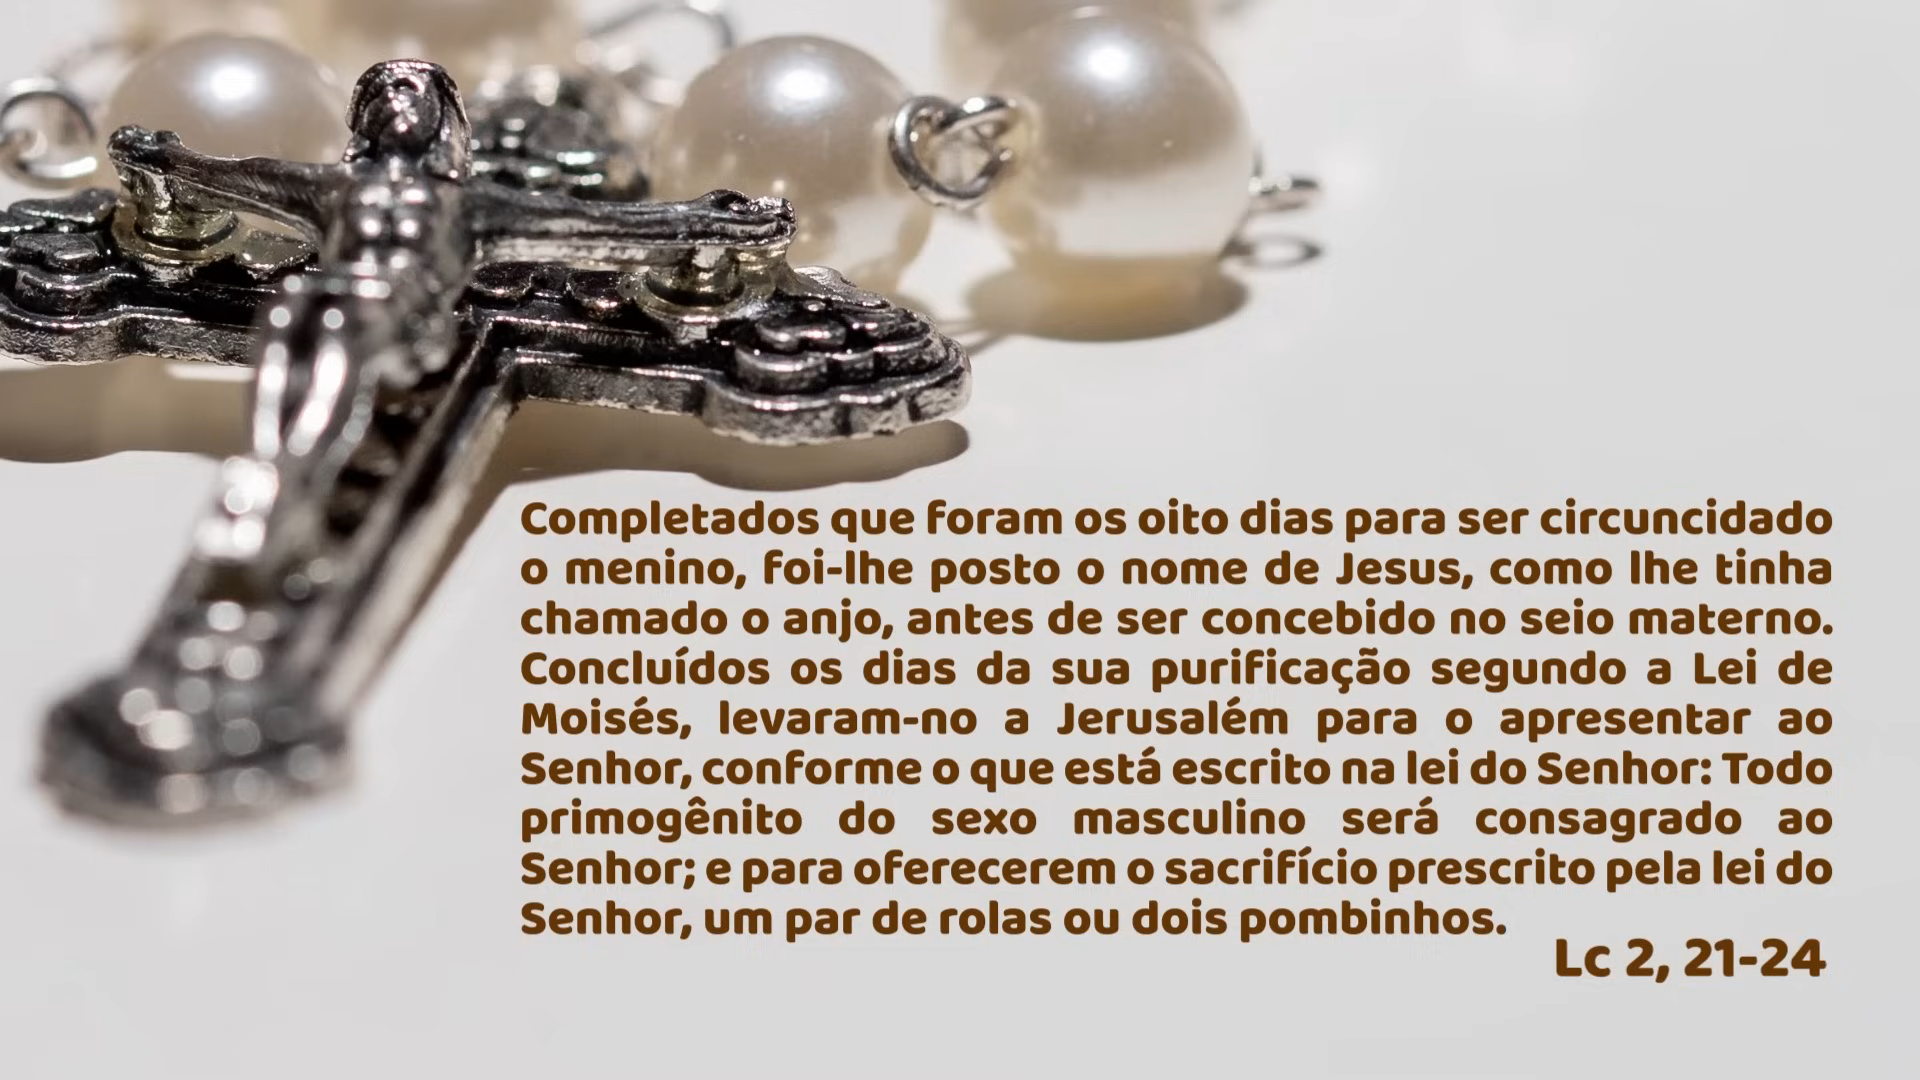 Completados que foram os oito dias para ser circuncidado
o menino, foi-lhe posto o nome de Jesus, como lhe tinha
chamado o anjo, antes de ser concebido no seio materno.
Concluídos os dias da sua purificação segundo a Lei de
Moisés, levaram-no a Jerusalém para o apresentar ao
Senhor, conforme o que está escrito na lei do Senhor: Todo
primogênito do sexo masculino será consagrado ao
Senhor; e para oferecerem o sacrifício prescrito pela lei do
Senhor, um par de rolas ou dois pombinhos.
Lc 2, 21-24